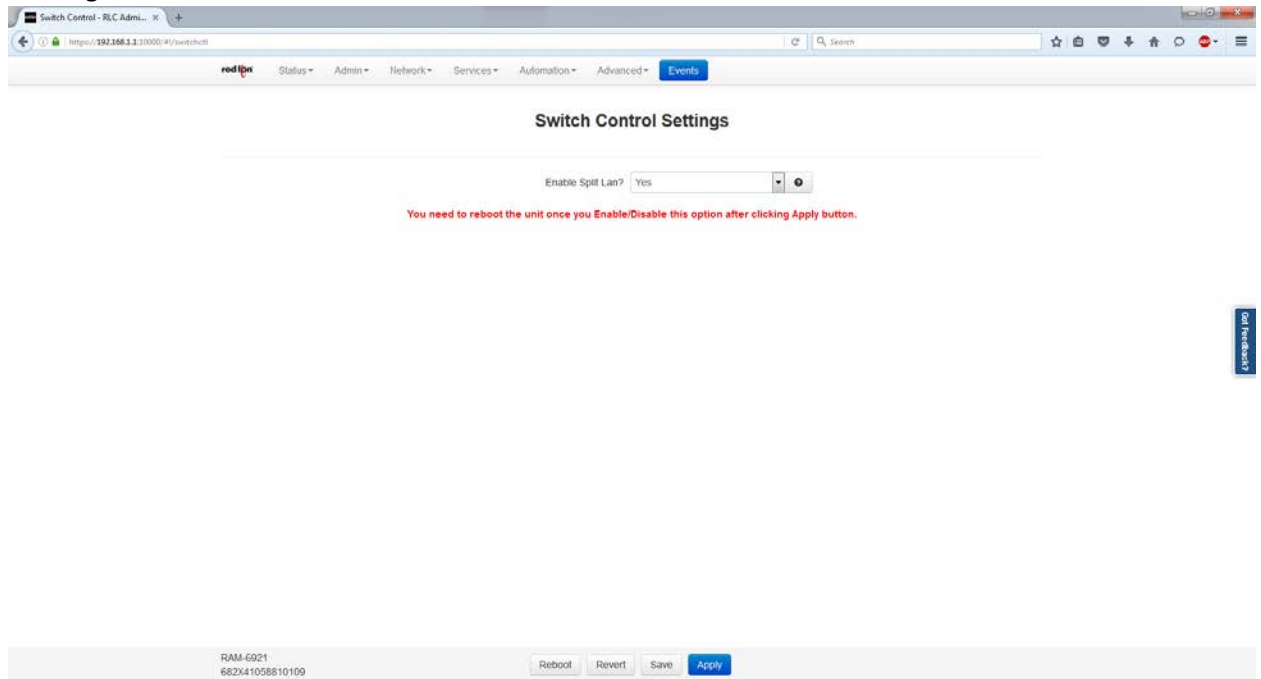 Switch Control - RLC Admi...
https://192.168.1.1:10000/#!/switchctl
Search
red lion Status Admin Network Services Automation Advanced Events
Switch Control Settings
Enable Split Lan? Yes
You need to reboot the unit once you Enable/Disable this option after clicking Apply button.
Got Feedback?
RAM-6921
682X41058810109
Reboot Revert Save Apply